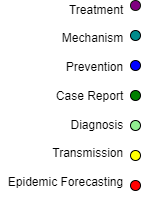 Treatment
Mechanism
Prevention
Case Report
Diagnosis
Transmission
Epidemic Forecasting